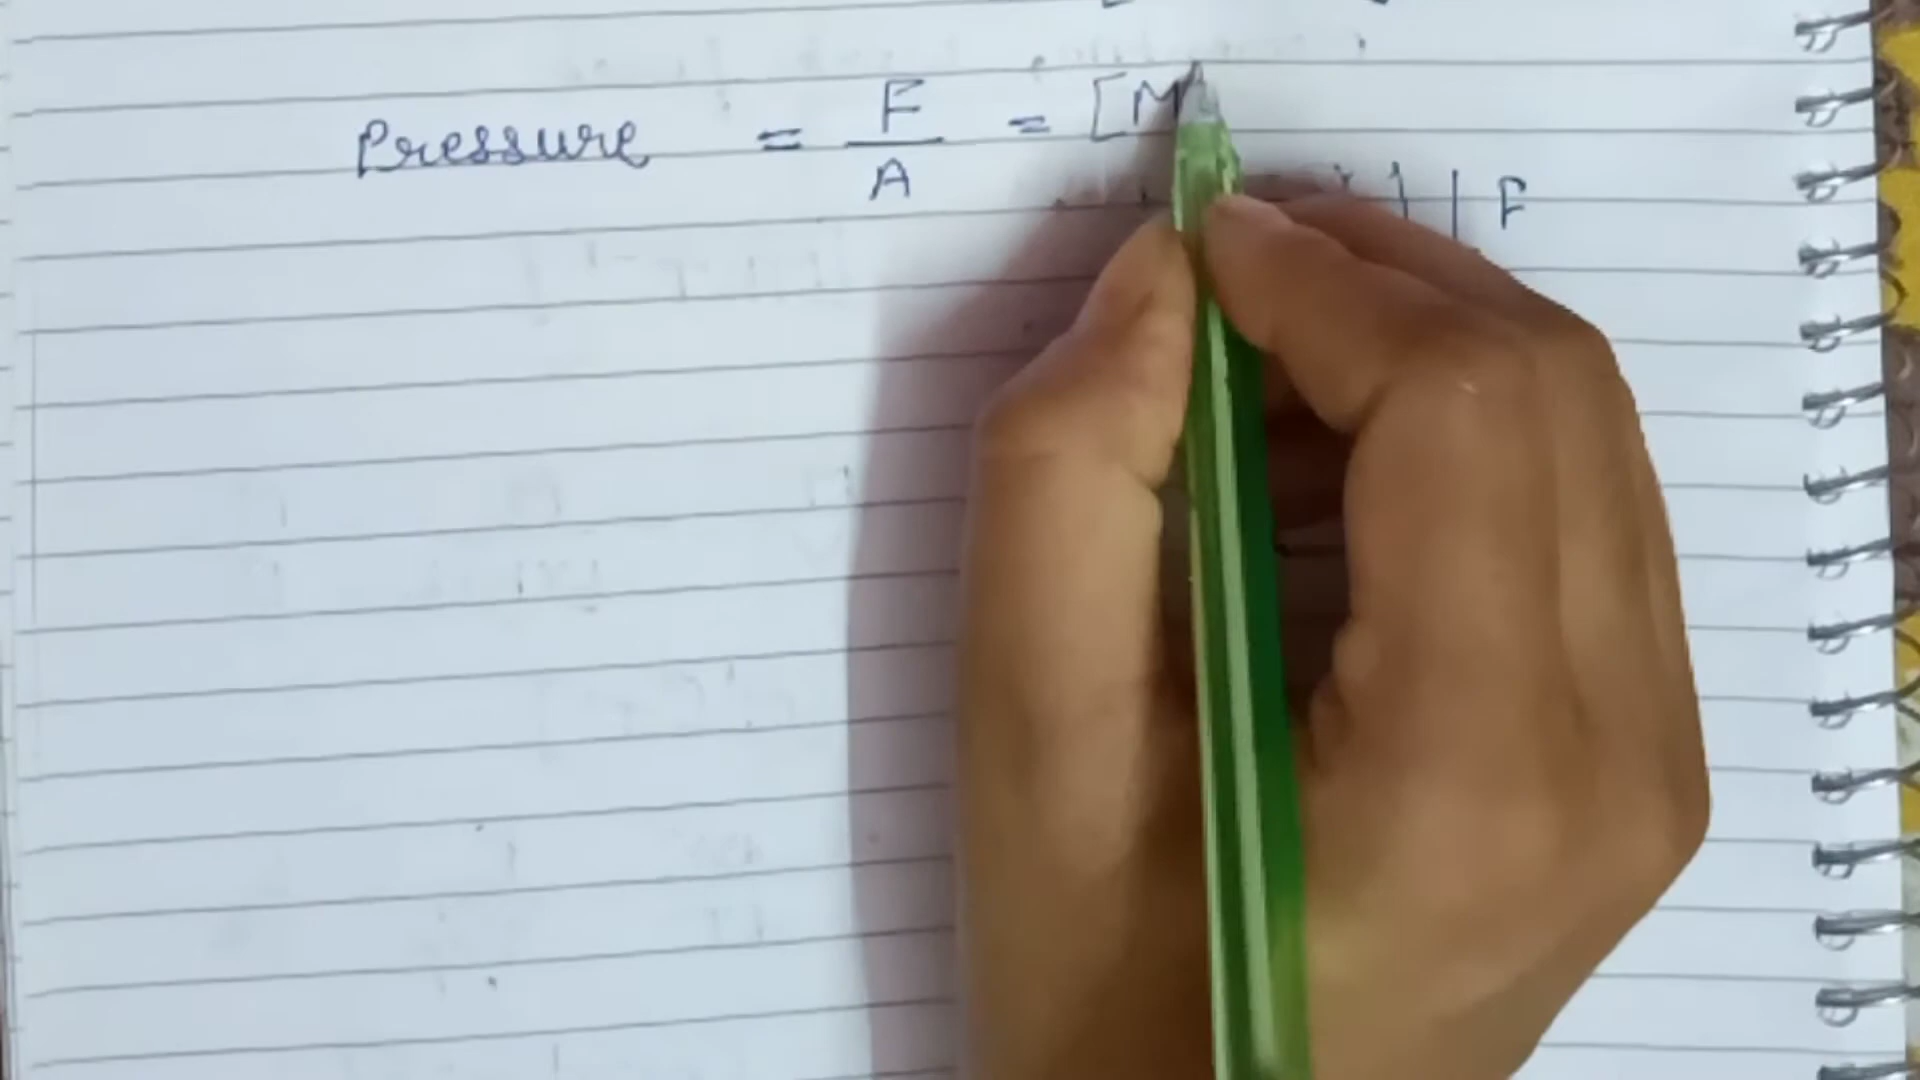 Pressure = F/A = [M
| F